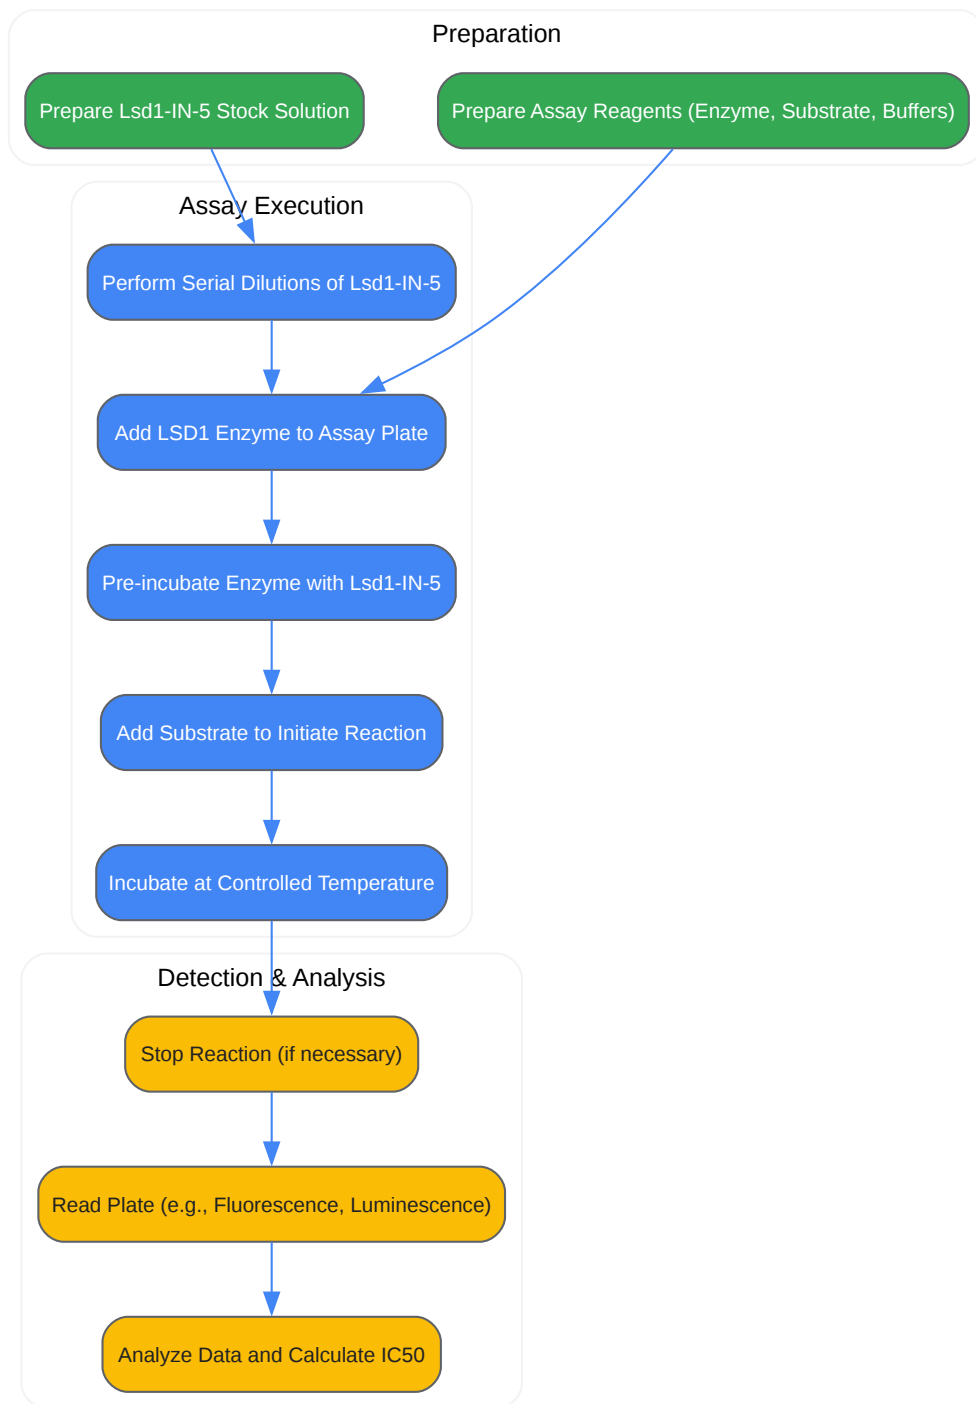 Preparation
Prepare Lsd1-IN-5 Stock Solution
Prepare Assay Reagents (Enzyme, Substrate, Buffers)
Assay Execution
Perform Serial Dilutions of Lsd1-IN-5
Add LSD1 Enzyme to Assay Plate
Pre-incubate Enzyme with Lsd1-IN-5
Add Substrate to Initiate Reaction
Incubate at Controlled Temperature
Detection & Analysis
Stop Reaction (if necessary)
Read Plate (e.g., Fluorescence, Luminescence)
Analyze Data and Calculate IC50